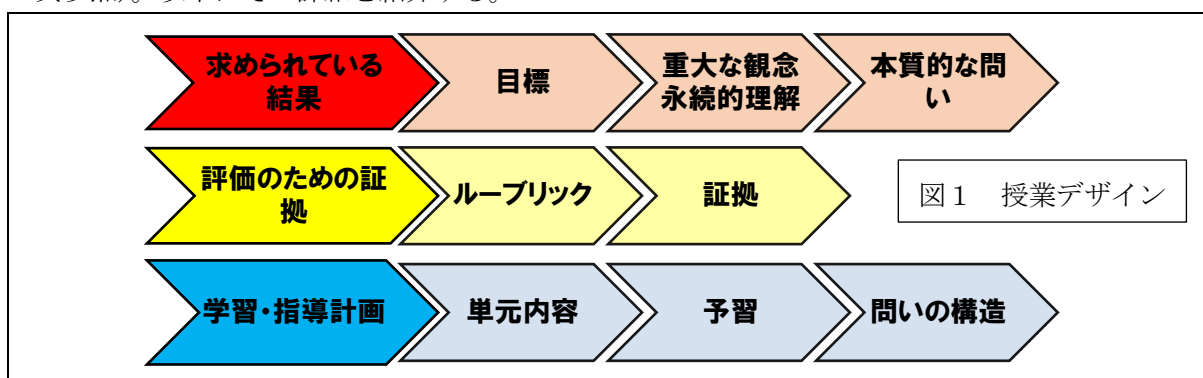 求められている
結果
目標
重大な観念
永続的理解
本質的な問
い
評価のための証
拠
ルーブリック
証拠
図1 授業デザイン
学習・指導計画
単元内容
予習
問いの構造